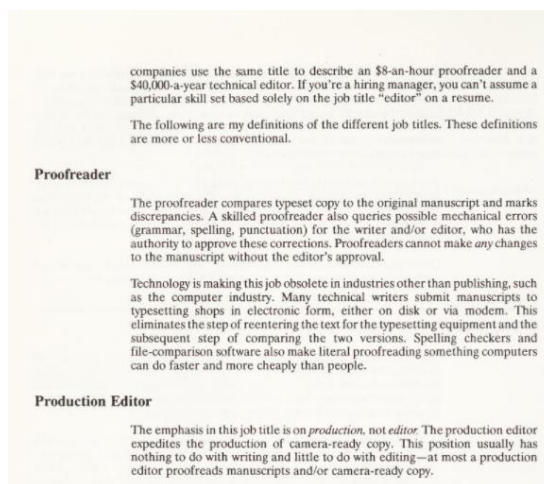 companies use the same title to describe an $8-an-hour proofreader and a
$40,000-a-year technical editor. If you're a hiring manager, you can't assume a
particular skill set based solely on the job title “editor” on a resume.
The following are my definitions of the different job titles. These definitions
are more or less conventional.
Proofreader
The proofreader compares typeset copy to the original manuscript and marks
discrepancies. A skilled proofreader also queries possible mechanical errors
(grammar, spelling, punctuation) for the writer and/or editor, who has the
authority to approve these corrections. Proofreaders cannot make any changes
to the manuscript without the editor's approval.
Technology is making this job obsolete in industries other than publishing, such
as the computer industry. Many technical writers submit manuscripts to
typesetting shops in electronic form, either on disk or via modem. This
eliminates the step of reentering the text for the typesetting equipment and the
subsequent step of comparing the two versions. Spelling checkers and
file-comparison software also make literal proofreading something computers
can do faster and more cheaply than people.
Production Editor
The emphasis in this job title is on production, not editor. The production editor
expedites the production of camera-ready copy. This position usually has
nothing to do with writing and little to do with editing—at most a production
editor proofreads manuscripts and/or camera-ready copy.